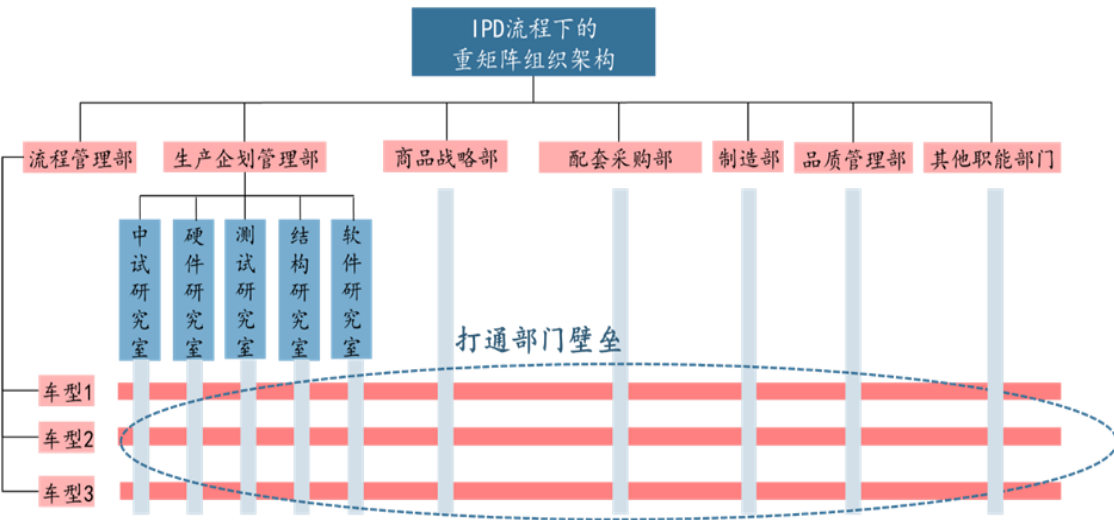 IPD流程下的
重矩阵组织架构
流程管理部
生产企划管理部
商品战略部
配套采购部
制造部
品质管理部
其他职能部门
中试研究室
硬件研究室
测试研究室
结构研究室
软件研究室
打通部门壁垒
车型1
车型2
车型3